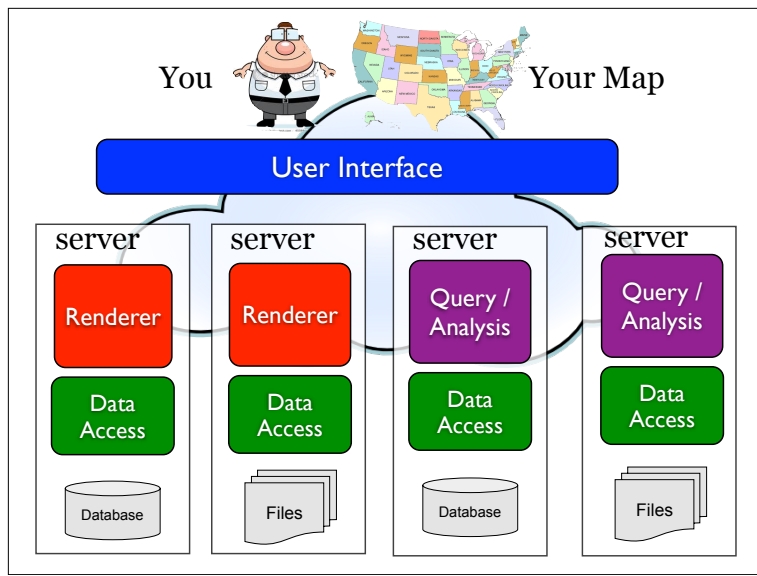 You
Your Map
User Interface
server
server
server
server
Renderer
Renderer
Query /
Analysis
Query /
Analysis
Data
Access
Data
Access
Data
Access
Data
Access
Database
Files
Database
Files